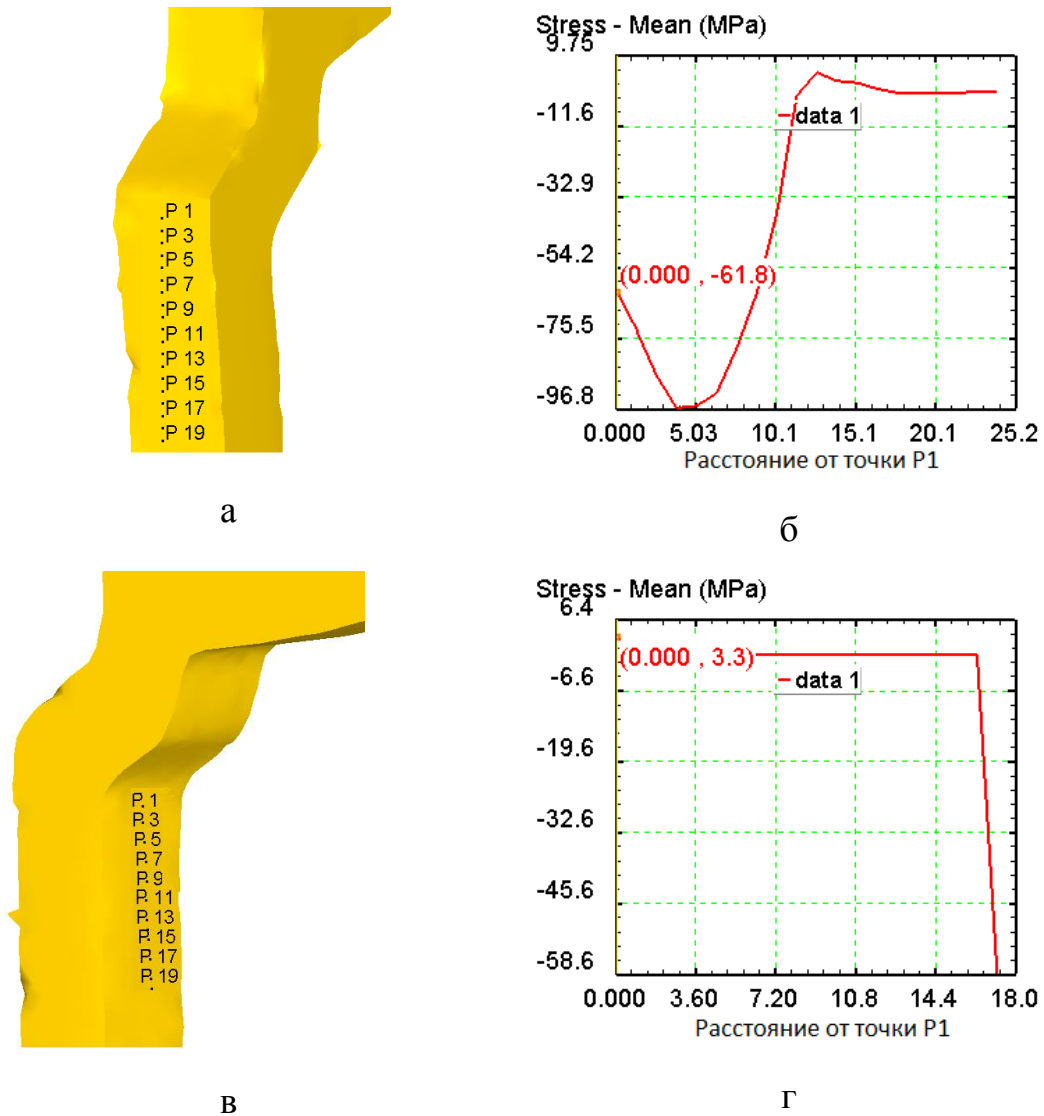 Stress - Mean (MPa)
9.75
-11.6
-32.9
-54.2
-75.5
-96.8
data 1
(0.000 , -61.8)
0.000 5.03 10.1 15.1 20.1 25.2
Расстояние от точки P1
P 1
P 3
P 5
P 7
P 9
P 11
P 13
P 15
P 17
P 19
а
б
Stress - Mean (MPa)
6.4
-6.6
-19.6
-32.6
-45.6
-58.6
(0.000 , 3.3)
data 1
0.000 3.60 7.20 10.8 14.4 18.0
Расстояние от точки P1
P. 1
P. 3
P. 5
P. 7
P. 9
P. 11
P. 13
P. 15
P. 17
P. 19
в
г